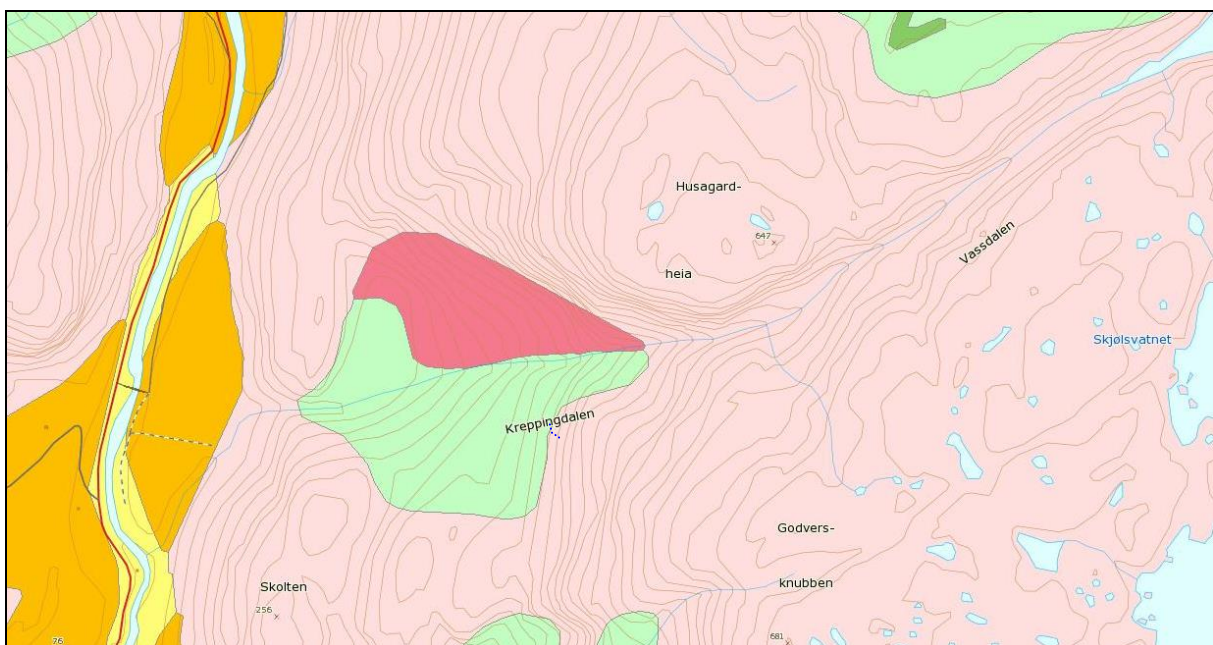 Husagard-
647
heia
Vassdalen
Skjølsvatnet
Kreppingdalen
Godvers-
knubben
Skolten
256
681
76